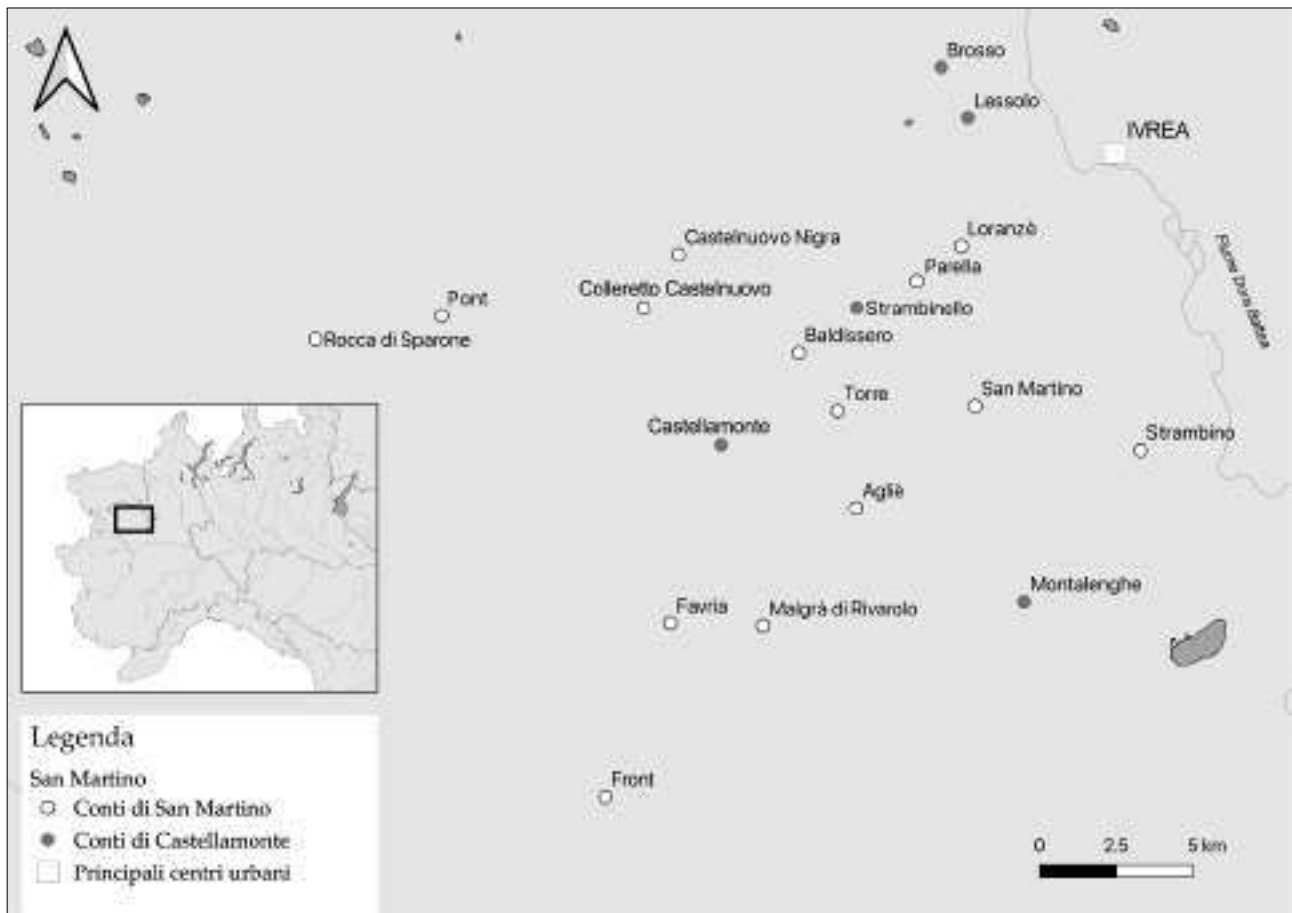 Brosso
Lessolo
IVREA
Loranzè
Castelnuovo Nigra
Parella
Fiume Dora Baltea
Colleretto Castelnuovo
Pont
Strambinello
Rocca di Sparone
Baldissero
Torre
San Martino
Castellamonte
Strambino
Agliè
Montalenghe
Favria
Malgrà di Rivarolo
Legenda
San Martino
Conti di San Martino
Conti di Castellamonte
Principali centri urbani
Front
0 2.5 5 km